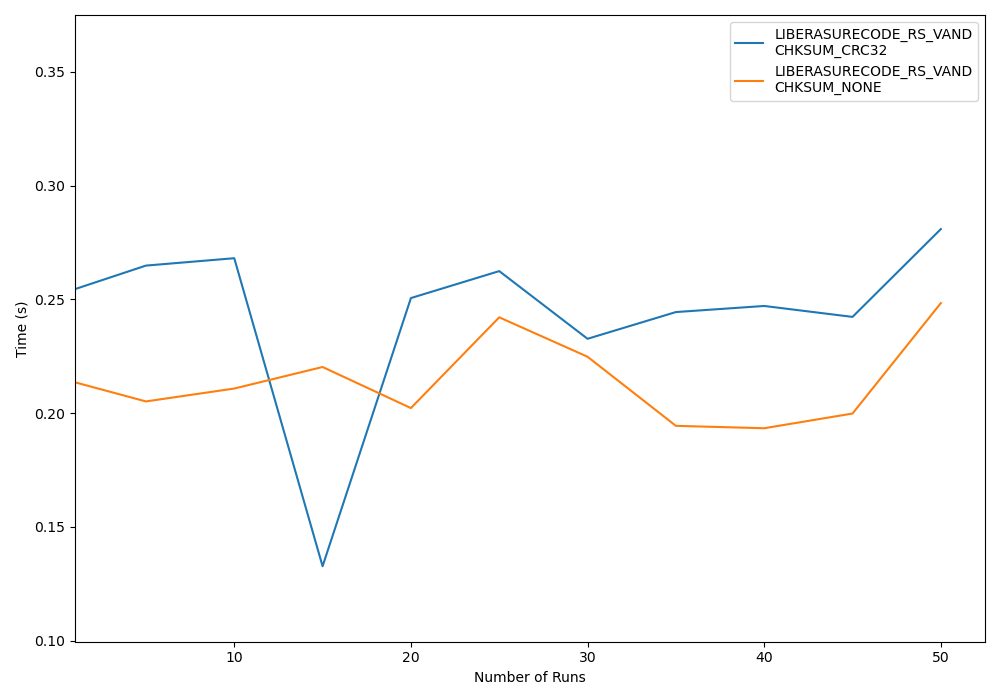 LIBERASURECODE_RS_VAND
CHKSUM_CRC32
LIBERASURECODE_RS_VAND
CHKSUM_NONE
0.35
0.30
0.25
0.20
0.15
0.10
Time (s)
10
20
30
40
50
Number of Runs